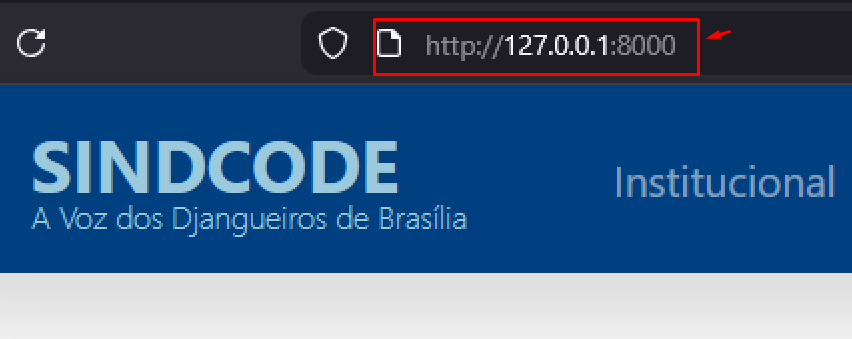 http://127.0.0.1:8000
SINDCODE
A Voz dos Djangueiros de Brasília
Institucional